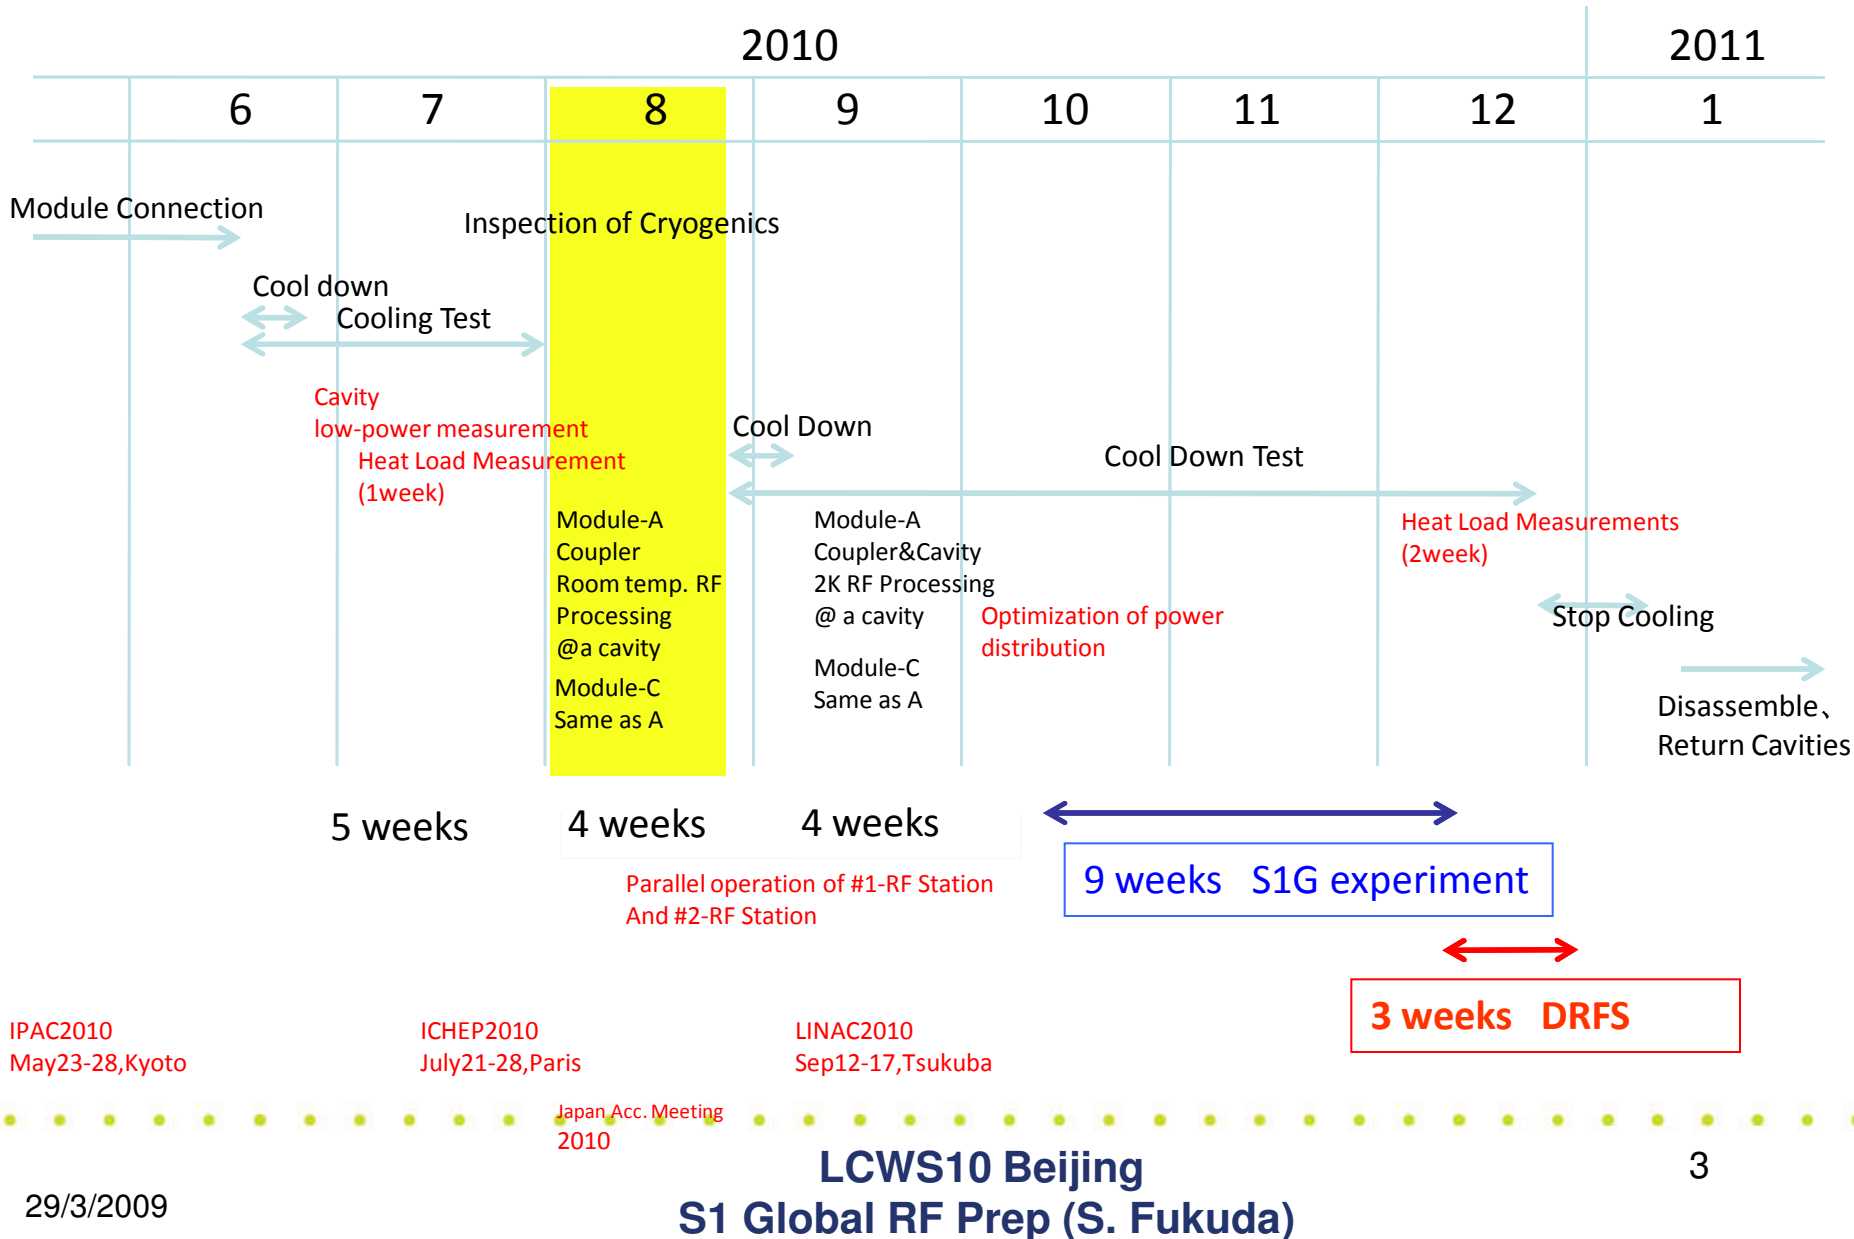 2010
2011
6
7
8
9
10
11
12
1
Module Connection
Inspection of Cryogenics
Cool down
Cooling Test
Cavity
low-power measurement
Heat Load Measurement
(1week)
Cool Down
Cool Down Test
Module-A
Coupler
Room temp. RF
Processing
@a cavity
Module-C
Same as A
Module-A
Coupler&Cavity
2K RF Processing
@ a cavity
Module-C
Same as A
Optimization of power
distribution
Heat Load Measurements
(2week)
Stop Cooling
Disassemble、
Return Cavities
5 weeks
4 weeks
4 weeks
Parallel operation of #1-RF Station
And #2-RF Station
9 weeks S1G experiment
3 weeks DRFS
IPAC2010
May23-28,Kyoto
ICHEP2010
July21-28,Paris
LINAC2010
Sep12-17,Tsukuba
Japan Acc. Meeting
2010
29/3/2009
LCWS10 Beijing
S1 Global RF Prep (S. Fukuda)
3